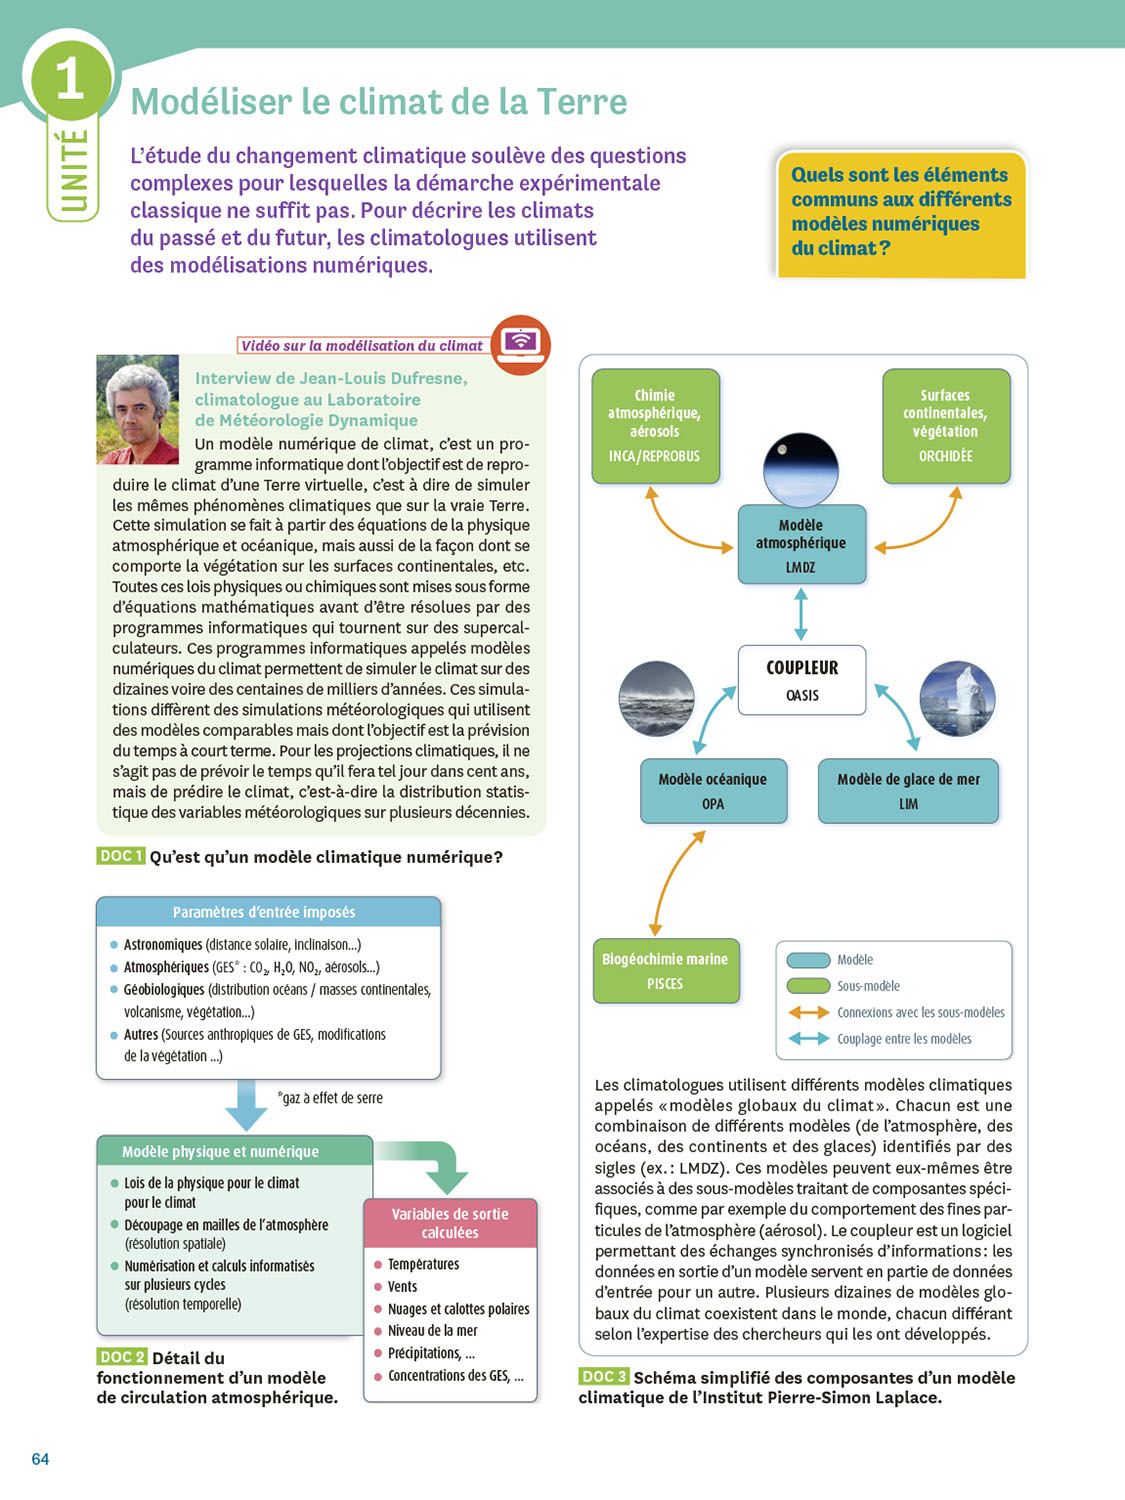 1
UNITÉ
Modéliser le climat de la Terre
L'étude du changement climatique soulève des questions
complexes pour lesquelles la démarche expérimentale
classique ne suffit pas. Pour décrire les climats
du passé et du futur, les climatologues utilisent
des modélisations numériques.
Quels sont les éléments
communs aux différents
modèles numériques
du climat ?
Vidéo sur la modélisation du climat
Interview de Jean-Louis Dufresne,
climatologue au Laboratoire
de Météorologie Dynamique
Un modèle numérique de climat, c'est un pro-
gramme informatique dont l'objectif est de repro-
duire le climat d'une Terre virtuelle, c'est à dire de simuler
les mêmes phénomènes climatiques que sur la vraie Terre.
Cette simulation se fait à partir des équations de la physique
atmosphérique et océanique, mais aussi de la façon dont se
comporte la végétation sur les surfaces continentales, etc.
Toutes ces lois physiques ou chimiques sont mises sous forme
d'équations mathématiques avant d'être résolues par des
programmes informatiques qui tournent sur des supercal-
culateurs. Ces programmes informatiques appelés modèles
numériques du climat permettent de simuler le climat sur des
dizaines voire des centaines de milliers d'années. Ces simula-
tions diffèrent des simulations météorologiques qui utilisent
des modèles comparables mais dont l'objectif est la prévision
du temps à court terme. Pour les projections climatiques, il ne
s'agit pas de prévoir le temps qu'il fera tel jour dans cent ans,
mais de prédire le climat, c'est-à-dire la distribution statis-
tique des variables météorologiques sur plusieurs décennies.
DOC 1 Qu'est qu'un modèle climatique numérique ?
Paramètres d'entrée imposés
• Astronomiques (distance solaire, inclinaison...)
• Atmosphériques (GES* : CO₂, H₂O, NO₂, aérosols...)
• Géobiologiques (distribution océans / masses continentales,
volcanisme, végétation...)
• Autres (Sources anthropiques de GES, modifications
de la végétation ...)
*gaz à effet de serre
Modèle physique et numérique
• Lois de la physique pour le climat
pour le climat
• Découpage en mailles de l'atmosphère
(résolution spatiale)
• Numérisation et calculs informatisés
sur plusieurs cycles
(résolution temporelle)
Variables de sortie
calculées
• Températures
• Vents
• Nuages et calottes polaires
• Niveau de la mer
• Précipitations, ...
• Concentrations des GES, ...
DOC 2 Détail du
fonctionnement d'un modèle
de circulation atmosphérique.
Chimie
atmosphérique,
aérosols
INCA/REPROBUS
Surfaces
continentales,
végétation
ORCHIDÉE
Modèle
atmosphérique
LMDZ
COUPLEUR
OASIS
Modèle océanique
OPA
Modèle de glace de mer
LIM
Biogéochimie marine
PISCES
Modèle
Sous-modèle
Connexions avec les sous-modèles
Couplage entre les modèles
Les climatologues utilisent différents modèles climatiques
appelés « modèles globaux du climat ». Chacun est une
combinaison de différents modèles (de l'atmosphère, des
océans, des continents et des glaces) identifiés par des
sigles (ex. : LMDZ). Ces modèles peuvent eux-mêmes être
associés à des sous-modèles traitant de composantes spéci-
fiques, comme par exemple du comportement des fines par-
ticules de l'atmosphère (aérosol). Le coupleur est un logiciel
permettant des échanges synchronisés d'informations : les
données en sortie d'un modèle servent en partie de données
d'entrée pour un autre. Plusieurs dizaines de modèles glo-
baux du climat coexistent dans le monde, chacun différant
selon l'expertise des chercheurs qui les ont développés.
DOC 3 Schéma simplifié des composantes d'un modèle
climatique de l'Institut Pierre-Simon Laplace.
64